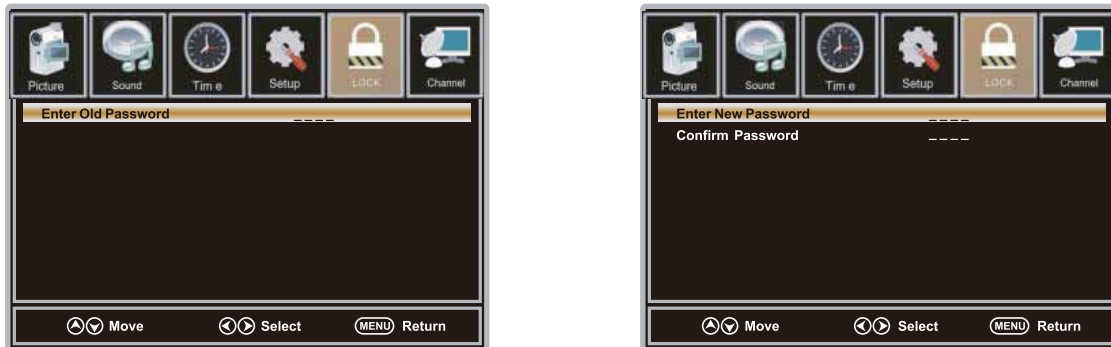 Picture Sound Tim e Setup LOCK Channel
Enter Old Password _ _ _ _
Move Select MENU Return
Picture Sound Tim e Setup LOCK Channel
Enter New Password _ _ _ _
Confirm Password _ _ _ _
Move Select MENU Return